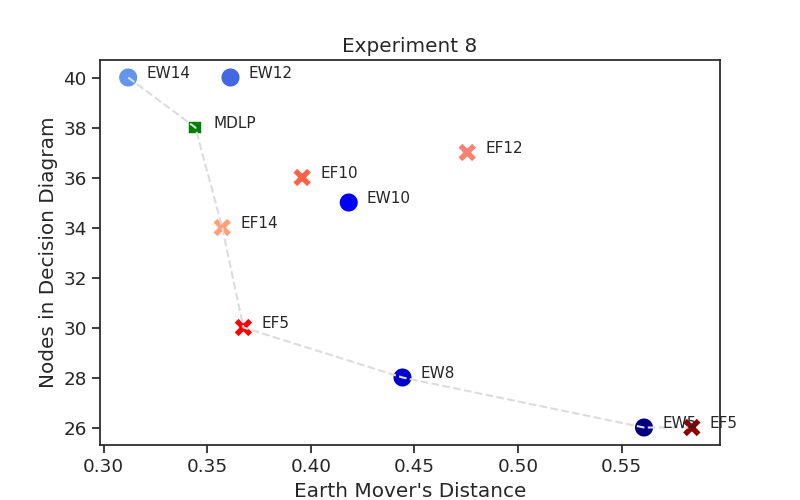 Experiment 8
Nodes in Decision Diagram
40
38
36
34
32
30
28
26
EW14
EW12
MDLP
EF12
EF10
EW10
EF14
EF5
EW8
EW5
EF5
0.30
0.35
0.40
0.45
0.50
0.55
Earth Mover's Distance